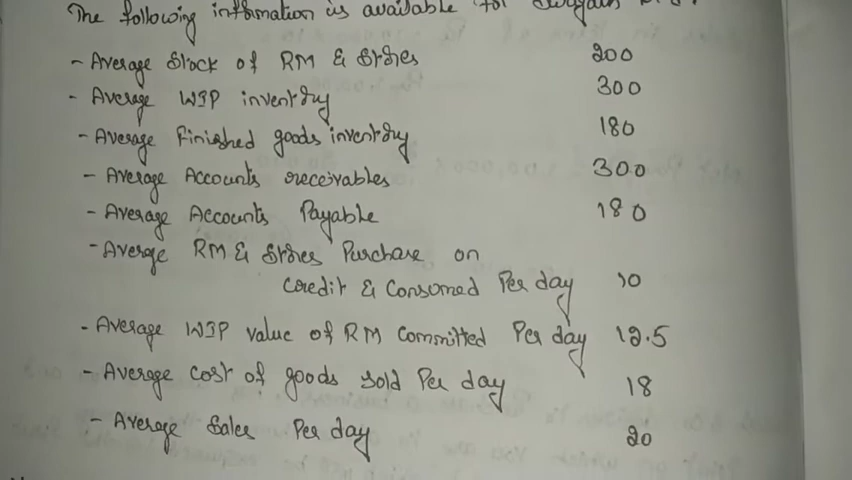 The following information is available for
- Average Stock of RM & Stores 200
- Average WIP inventory 300
- Average Finished goods inventory 180
- Average Accounts receivables 300
- Average Accounts Payable 180
- Average RM & Stores Purchase on
credit & Consumed Per day 10
- Average WIP value of RM Committed Per day 12.5
- Average cost of goods sold Per day 18
- Average Sales Per day 20